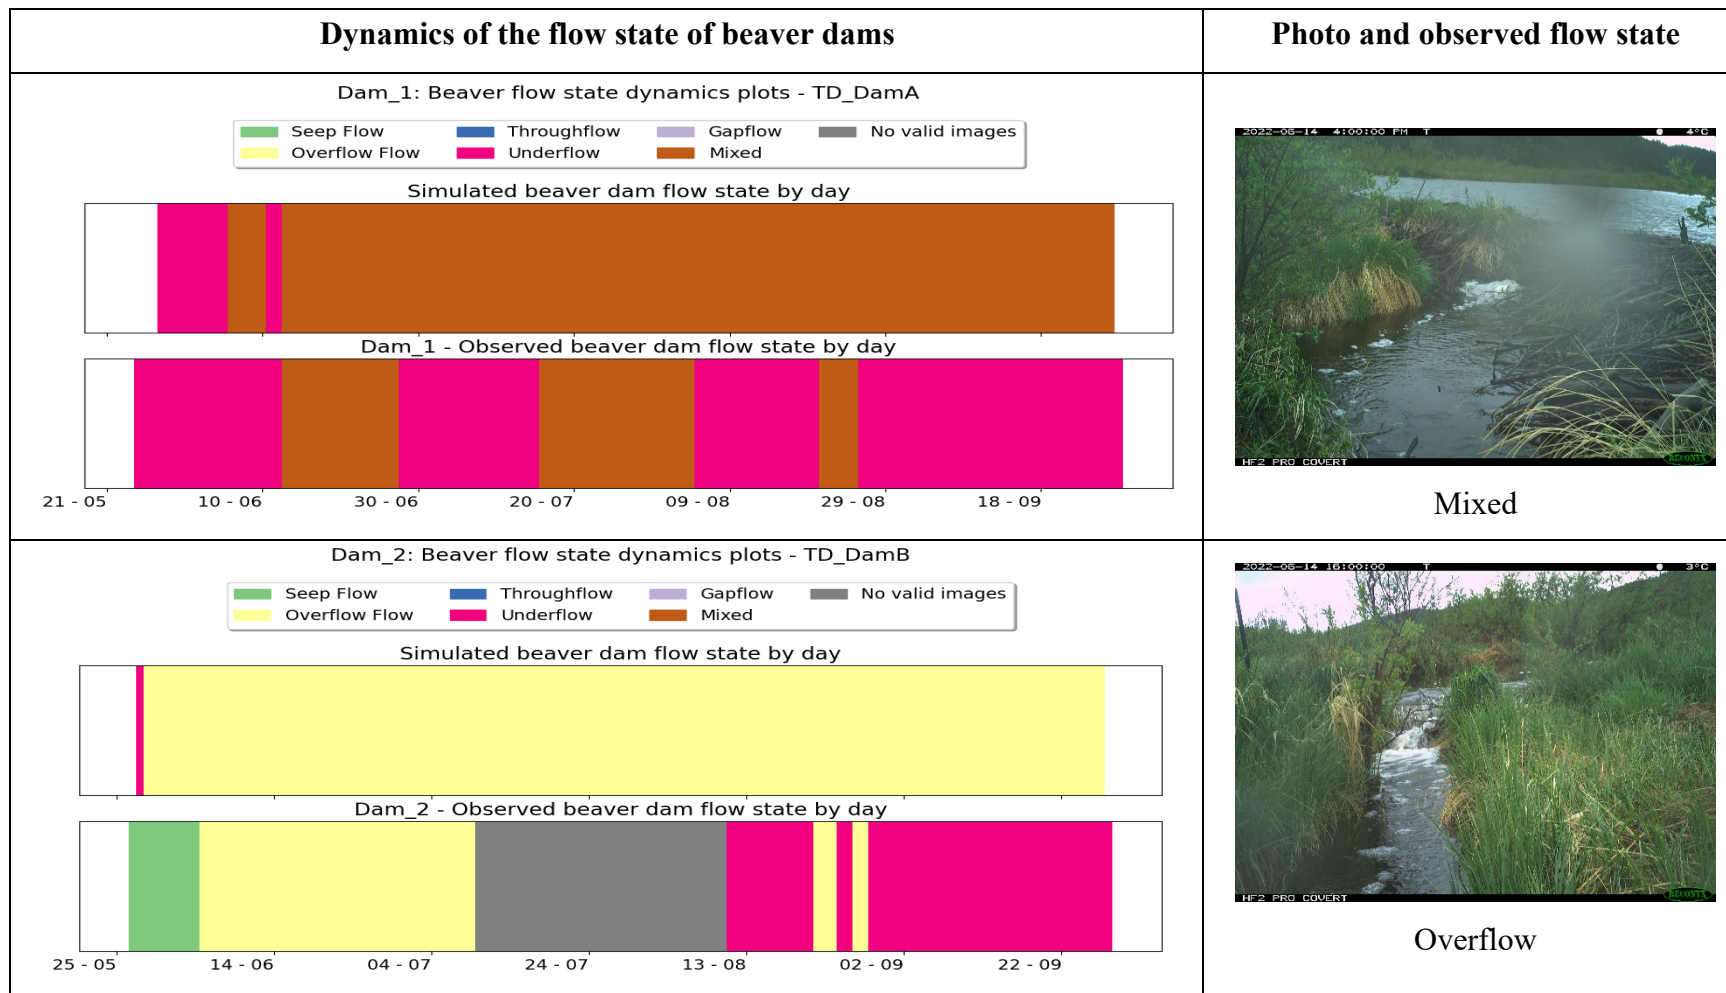 Dynamics of the flow state of beaver dams
Photo and observed flow state
Dam_1: Beaver flow state dynamics plots - TD_DamA
Seep Flow Throughflow Gapflow No valid images
Overflow Flow Underflow Mixed
Simulated beaver dam flow state by day
Dam_1 - Observed beaver dam flow state by day
21 - 05 10 - 06 30 - 06 20 - 07 09 - 08 29 - 08 18 - 09
2022-06-14 4:00:00 PM T 4°C
HF2 PRO COVERT RECONYX
Mixed
Dam_2: Beaver flow state dynamics plots - TD_DamB
Seep Flow Throughflow Gapflow No valid images
Overflow Flow Underflow Mixed
Simulated beaver dam flow state by day
Dam_2 - Observed beaver dam flow state by day
25 - 05 14 - 06 04 - 07 24 - 07 13 - 08 02 - 09 22 - 09
2022-06-14 16:00:00 T 3°C
HF2 PRO COVERT RECONYX
Overflow